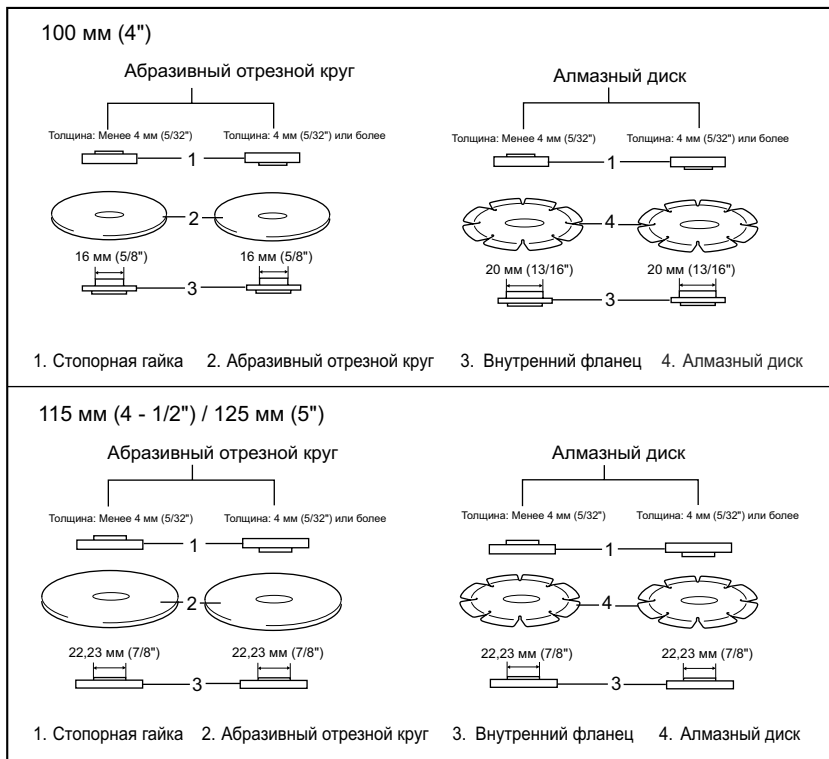 100 мм (4")
Абразивный отрезной круг
Алмазный диск
Толщина: Менее 4 мм (5/32")
Толщина: 4 мм (5/32") или более
Толщина: Менее 4 мм (5/32")
Толщина: 4 мм (5/32") или более
1
1
2
4
16 мм (5/8")
16 мм (5/8")
20 мм (13/16")
20 мм (13/16")
3
3
1. Стопорная гайка 2. Абразивный отрезной круг 3. Внутренний фланец 4. Алмазный диск
115 мм (4 - 1/2") / 125 мм (5")
Абразивный отрезной круг
Алмазный диск
Толщина: Менее 4 мм (5/32")
Толщина: 4 мм (5/32") или более
Толщина: Менее 4 мм (5/32")
Толщина: 4 мм (5/32") или более
1
1
2
4
22,23 мм (7/8")
22,23 мм (7/8")
22,23 мм (7/8")
22,23 мм (7/8")
3
3
1. Стопорная гайка 2. Абразивный отрезной круг 3. Внутренний фланец 4. Алмазный диск